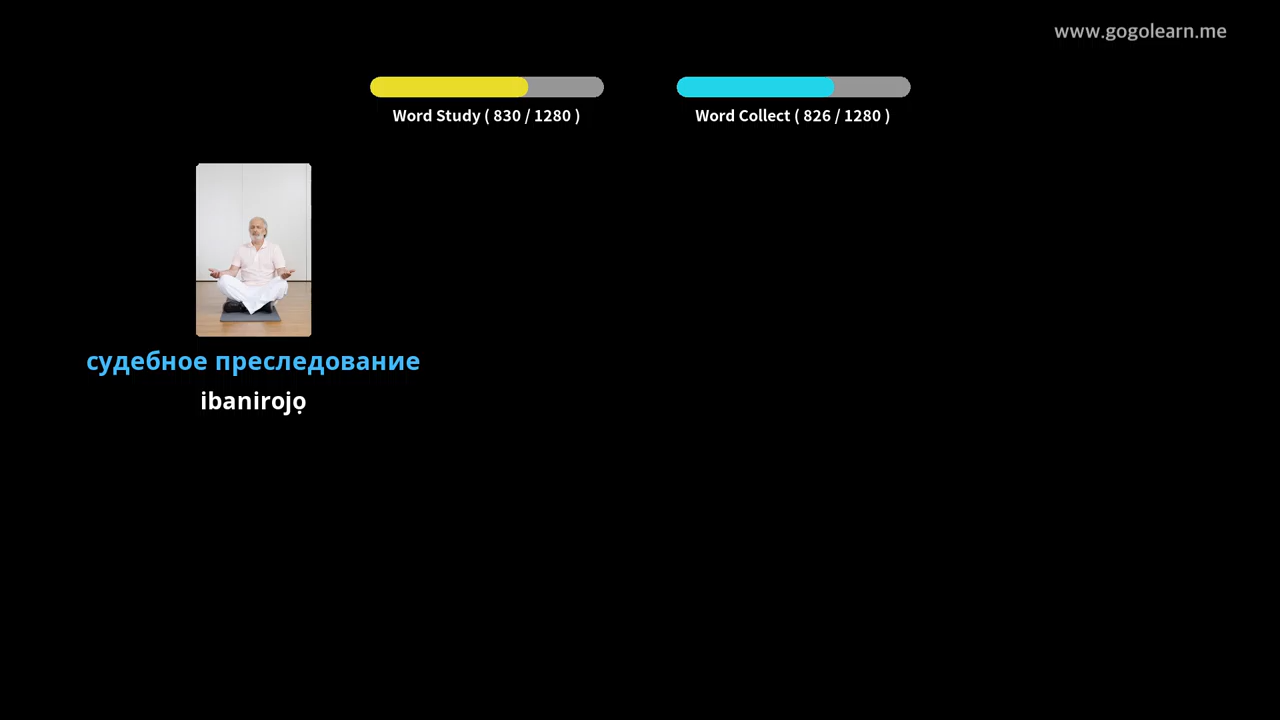 www.gogolearn.me
Word Study ( 830 / 1280 )
Word Collect ( 826 / 1280 )
судебное преследование
ibanirojọ